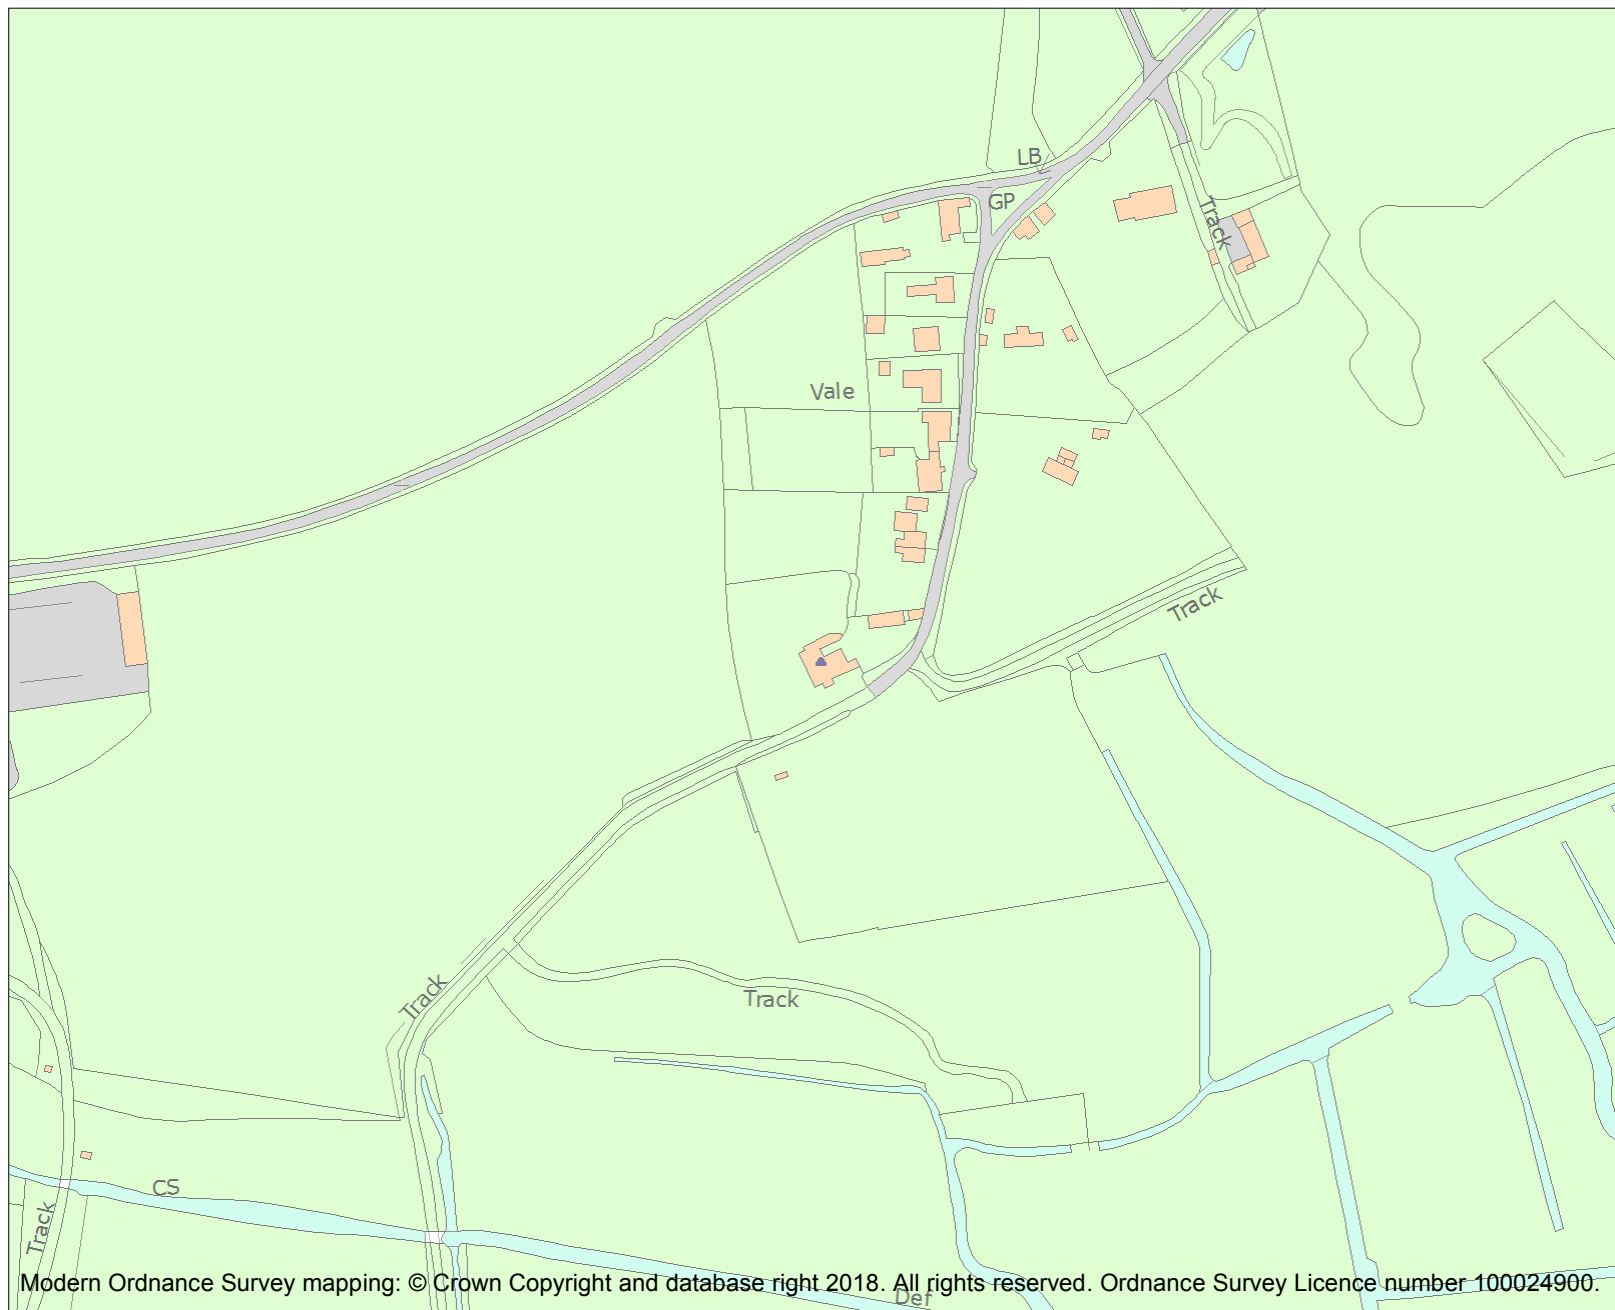 LB
GP
Track
Vale
Track
Track
Track
CS
Track
Modern Ordnance Survey mapping: © Crown Copyright and database right 2018. All rights reserved. Ordnance Survey Licence number 100024900.
Def